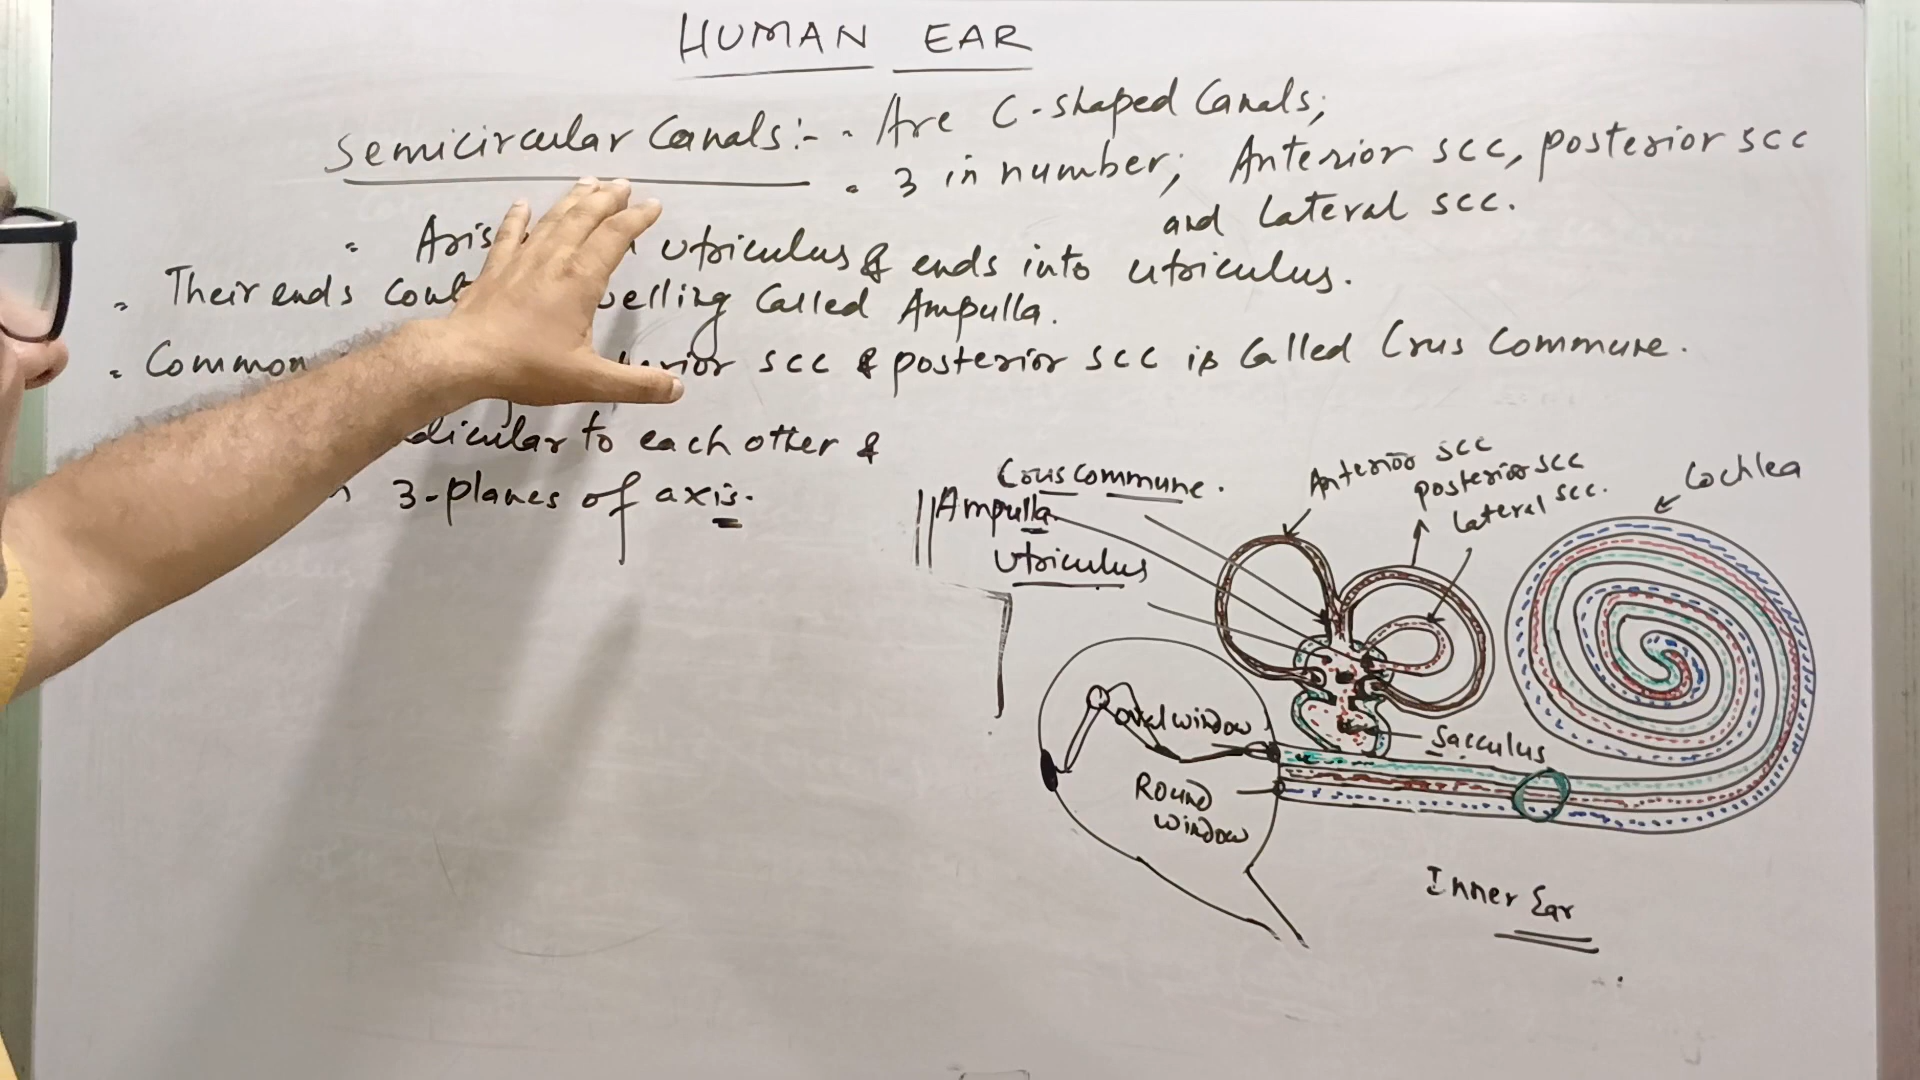 HUMAN EAR
Semicircular Canals:- • Are C-shaped Canals;
• 3 in number; Anterior SCC, posterior SCC
and Lateral SCC.
• utriculus & ends into utriculus.
• Their ends called Ampulla.
• Common SCC & posterior SCC is Called Crus Commune.
to each other &
3-planes of axis.
Crus commune.
Ampulla
Utriculus
Anterior SCC
posterior SCC
Lateral SCC.
Cochlea
oval window
Round
window
Sacculus
Inner Ear